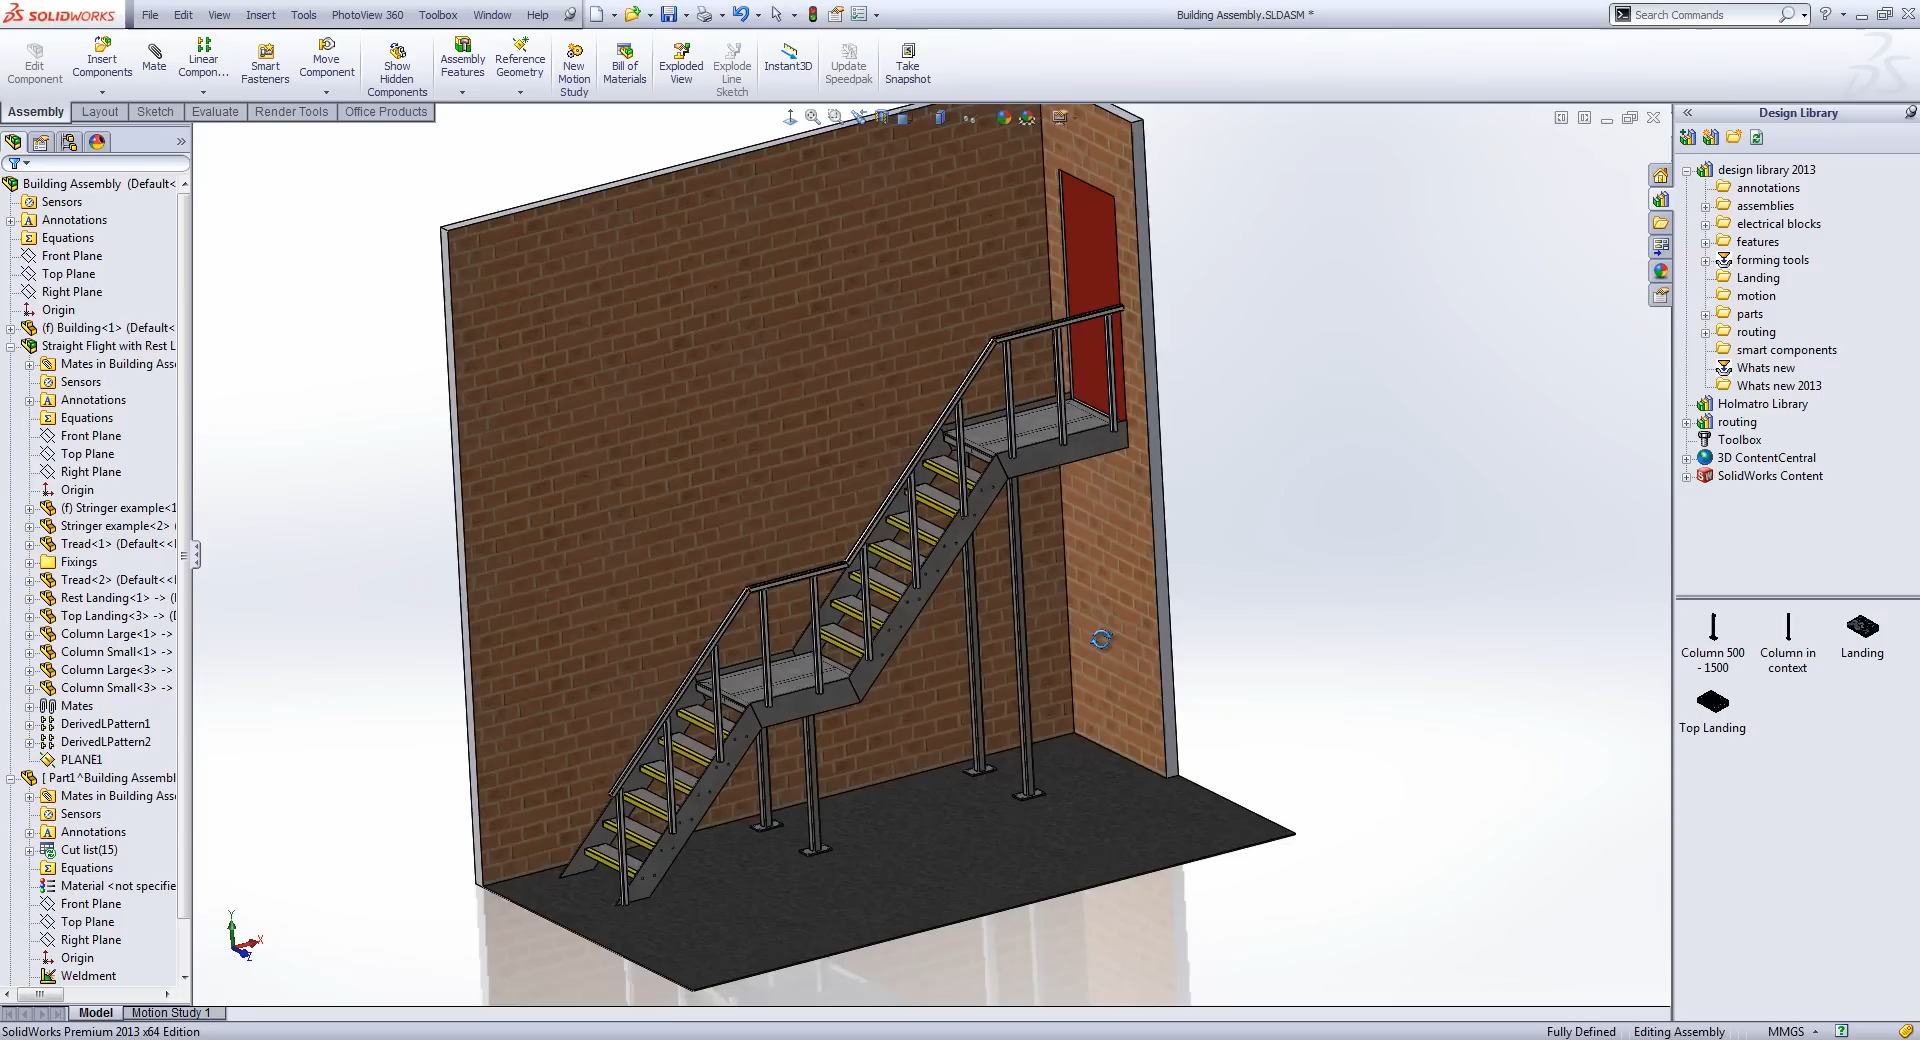 SOLIDWORKS File Edit View Insert Tools PhotoView 360 Toolbox Window Help Building Assembly.SLDASM * Search Commands
Edit Component
Insert Components
Mate
Linear Compon...
Smart Fasteners
Move Component
Show Hidden Components
Assembly Features
Reference Geometry
New Motion Study
Bill of Materials
Exploded View
Explode Line Sketch
Instant3D
Update Speedpak
Take Snapshot
Assembly Layout Sketch Evaluate Render Tools Office Products
Building Assembly (Default<
Sensors
Annotations
Equations
Front Plane
Top Plane
Right Plane
Origin
(f) Building<1> (Default<
Straight Flight with Rest L
Mates in Building Ass
Sensors
Annotations
Equations
Front Plane
Top Plane
Right Plane
Origin
(f) Stringer example<1
Stringer example<2> (
Tread<1> (Default<<
Fixings
Tread<2> (Default<<
Rest Landing<1> -> (
Top Landing<3> -> (
Column Large<1> ->
Column Small<1> ->
Column Large<3> ->
Column Small<3> ->
Mates
DerivedLPattern1
DerivedLPattern2
PLANE1
[ Part1^Building Assembl
Mates in Building Ass
Sensors
Annotations
Cut list(15)
Equations
Material <not specifie
Front Plane
Top Plane
Right Plane
Origin
Weldment
Y
X
Z
Design Library
design library 2013
annotations
assemblies
electrical blocks
features
forming tools
Landing
motion
parts
routing
smart components
Whats new
Whats new 2013
Holmatro Library
routing
Toolbox
3D ContentCentral
SolidWorks Content
Column 500 - 1500
Column in context
Landing
Top Landing
Model Motion Study 1
SolidWorks Premium 2013 x64 Edition Fully Defined Editing Assembly MMGS